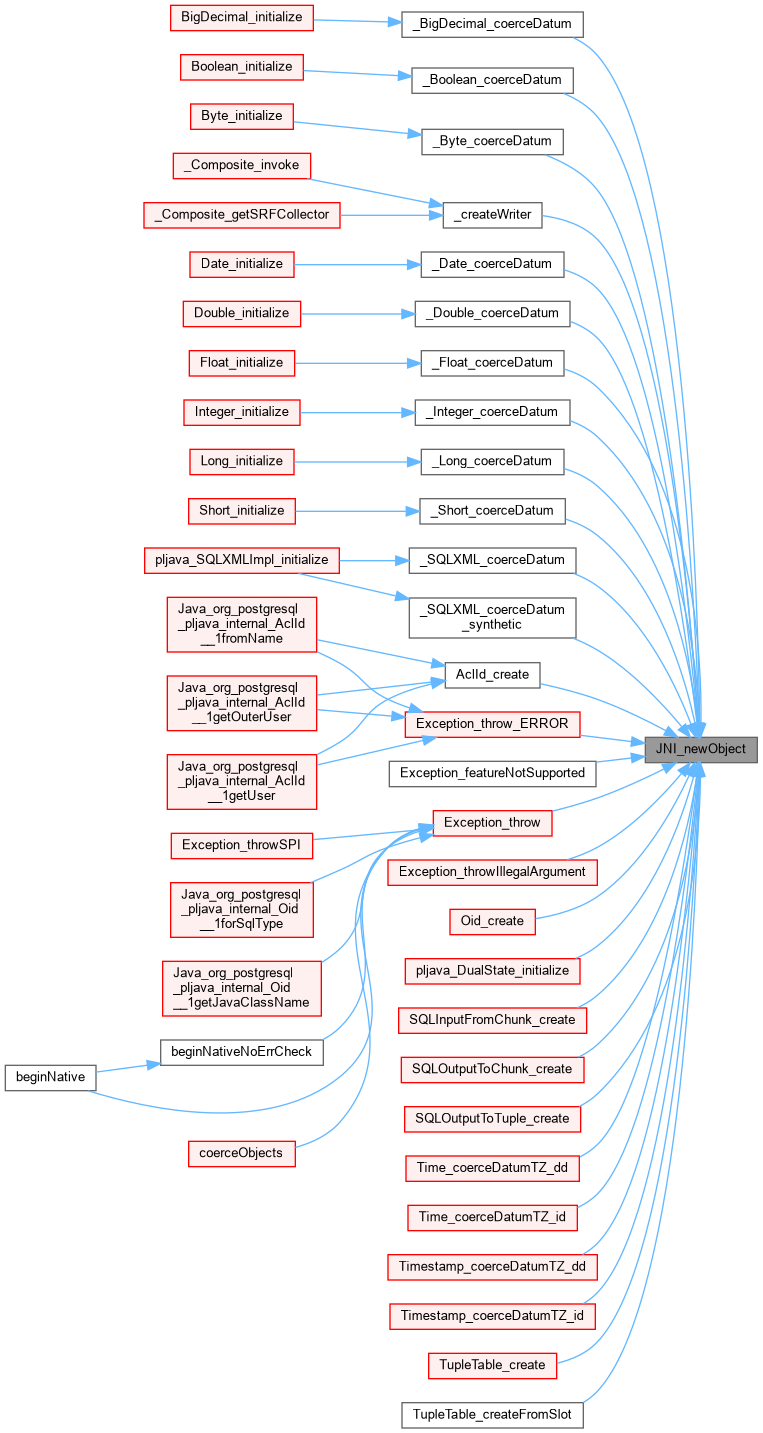 BigDecimal_initialize
_BigDecimal_coerceDatum
Boolean_initialize
_Boolean_coerceDatum
Byte_initialize
_Byte_coerceDatum
_Composite_invoke
_Composite_getSRFCollector
_createWriter
Date_initialize
_Date_coerceDatum
Double_initialize
_Double_coerceDatum
Float_initialize
_Float_coerceDatum
Integer_initialize
_Integer_coerceDatum
Long_initialize
_Long_coerceDatum
Short_initialize
_Short_coerceDatum
pljava_SQLXMLImpl_initialize
_SQLXML_coerceDatum
_SQLXML_coerceDatum
_synthetic
Java_org_postgresql
_pljava_internal_AclId
__1fromName
AclId_create
Java_org_postgresql
_pljava_internal_AclId
__1getOuterUser
Exception_throw_ERROR
JNI_newObject
Java_org_postgresql
_pljava_internal_AclId
__1getUser
Exception_featureNotSupported
Exception_throw
Exception_throwSPI
Exception_throwIllegalArgument
Java_org_postgresql
_pljava_internal_Oid
__1forSqlType
Oid_create
pljava_DualState_initialize
Java_org_postgresql
_pljava_internal_Oid
__1getJavaClassName
SQLInputFromChunk_create
beginNativeNoErrCheck
beginNative
SQLOutputToChunk_create
SQLOutputToTuple_create
coerceObjects
Time_coerceDatumTZ_dd
Time_coerceDatumTZ_id
Timestamp_coerceDatumTZ_dd
Timestamp_coerceDatumTZ_id
TupleTable_create
TupleTable_createFromSlot